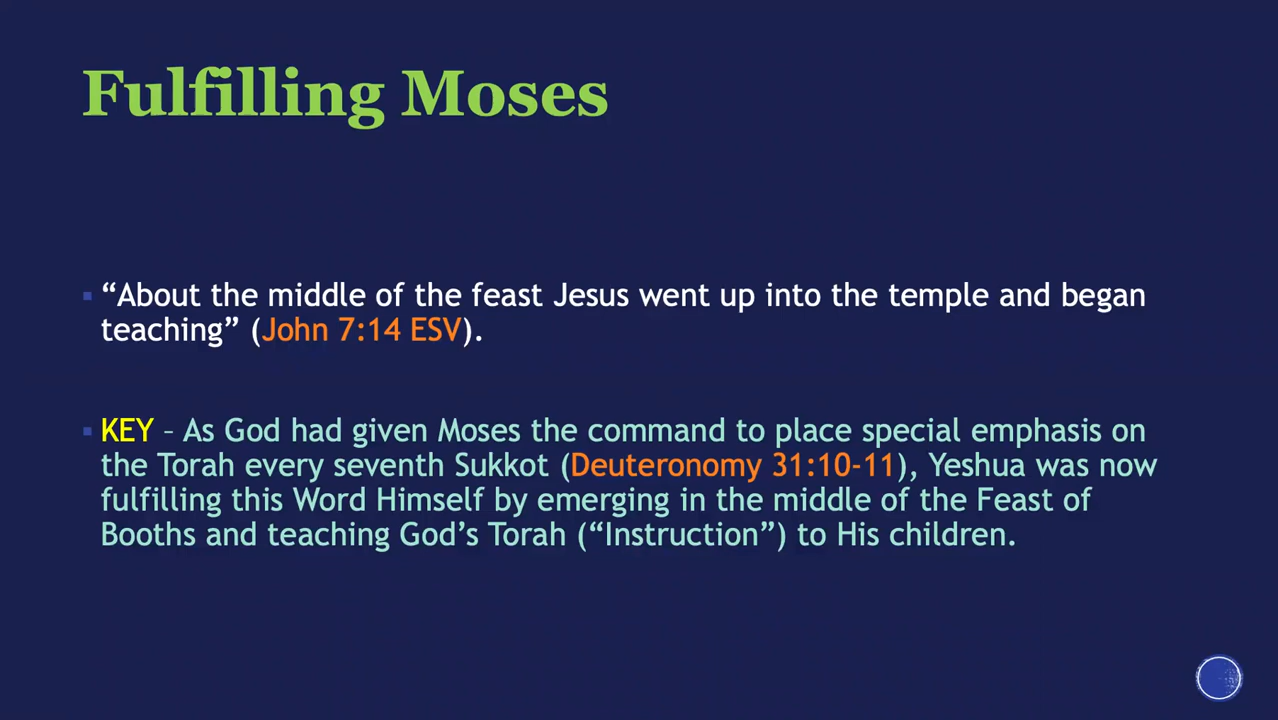 Fulfilling Moses
“About the middle of the feast Jesus went up into the temple and began
teaching” (John 7:14 ESV).
KEY – As God had given Moses the command to place special emphasis on
the Torah every seventh Sukkot (Deuteronomy 31:10-11), Yeshua was now
fulfilling this Word Himself by emerging in the middle of the Feast of
Booths and teaching God’s Torah (“Instruction”) to His children.